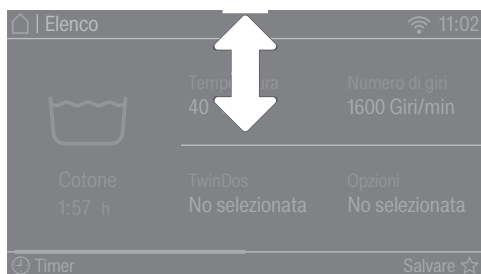 | Elenco 11:02
Temperatura Numero di giri
40 1600 Giri/min
Cotone TwinDos Opzioni
1:57 h No selezionata No selezionata
Timer Salvare